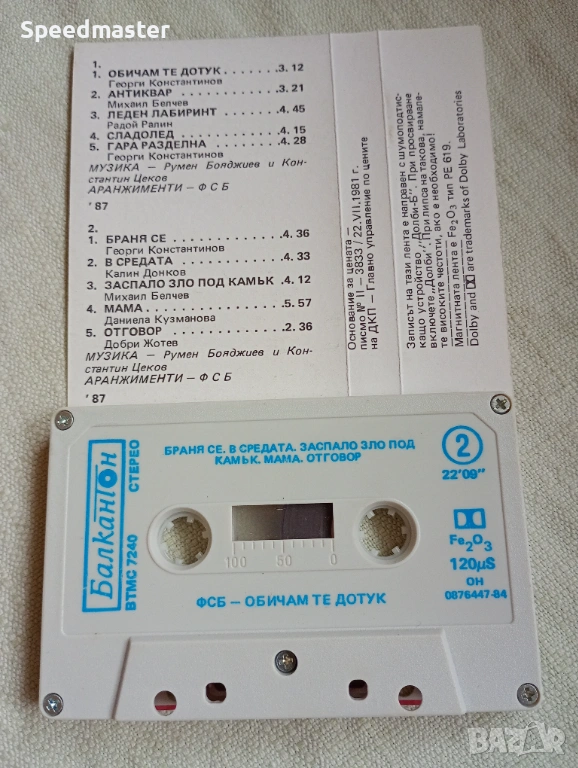 Speedmaster
1.
1. ОБИЧАМ ТЕ ДОТУК . . . . . . . 3. 12
Георги Константинов
2. АНТИКВАР . . . . . . . . . . . . . 3. 21
Михаил Белчев
3. ЛЕДЕН ЛАБИРИНТ . . . . . . . 4. 45
Радой Ралин
4. СЛАДОЛЕД . . . . . . . . . . . . . 4. 15
5. ГАРА РАЗДЕЛНА . . . . . . . . . 4. 28
Георги Константинов
МУЗИКА – Румен Бояджиев и Кон-
стантин Цеков
АРАНЖИМЕНТИ – Ф С Б
'87
2.
1. БРАНЯ СЕ . . . . . . . . . . . . . . 4. 36
Георги Константинов
2. В СРЕДАТА . . . . . . . . . . . . . 4. 33
Калин Донков
3. ЗАСПАЛО ЗЛО ПОД КАМЪК . 4. 12
Михаил Белчев
4. МАМА . . . . . . . . . . . . . . . . . 5. 57
Даниела Кузманова
5. ОТГОВОР . . . . . . . . . . . . . . 2. 36
Добри Жотев
МУЗИКА – Румен Бояджиев и Кон-
стантин Цеков
АРАНЖИМЕНТИ – Ф С Б
'87
Основание за цената –
писмо № II – 3833 / 22.VII.1981 г.
на ДКП – Главно управление по цените
Записът на тази лента е направен с шумоподтис-
кащо устройство „Долби-Б". При просвирване
включете „Долби". При липса на такова, намале-
те високите честоти, ако е необходимо!
Магнитната лента е Fe2O3 тип PE 619.
Dolby and are trademarks of Dolby Laboratories
Балкантон
ВТМС 7240 СТЕРЕО
БРАНЯ СЕ. В СРЕДАТА. ЗАСПАЛО ЗЛО ПОД
КАМЪК. МАМА. ОТГОВОР
2
22'09"
Fe2O3
120µS
ОН
0876447-84
100 50 0
ФСБ – ОБИЧАМ ТЕ ДОТУК
BAZAR